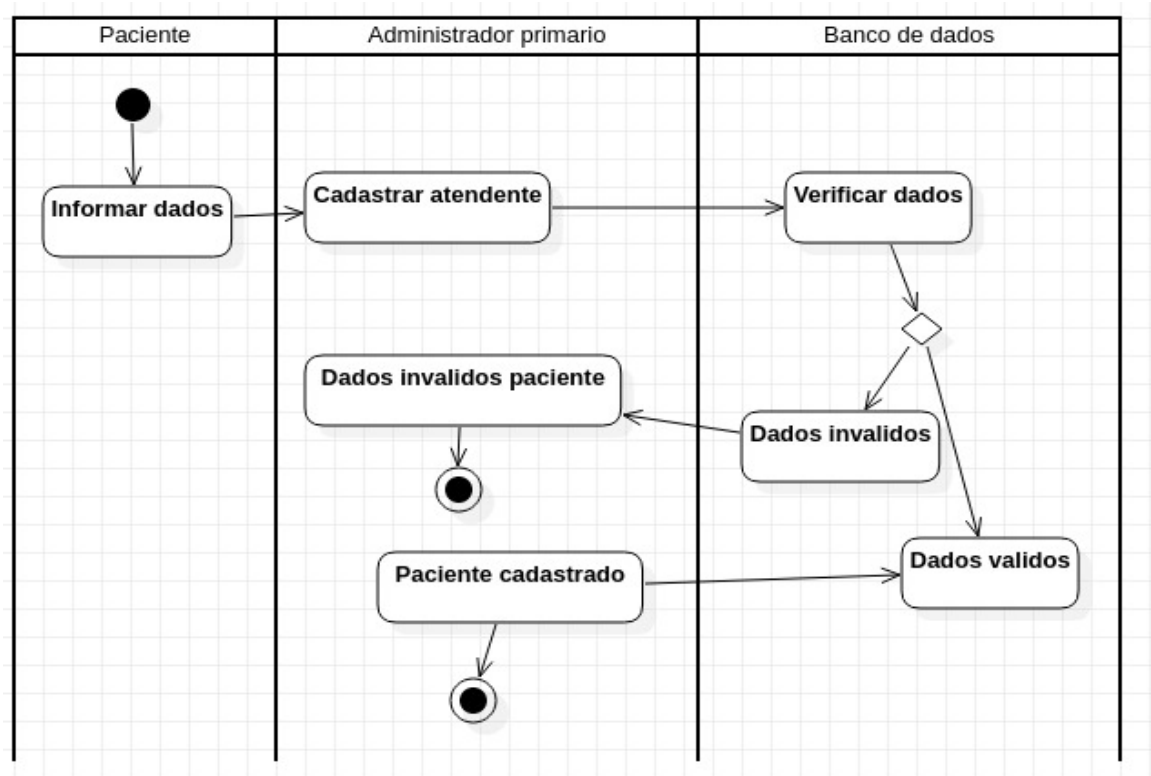 Paciente
Administrador primario
Banco de dados
Informar dados
Cadastrar atendente
Verificar dados
Dados invalidos paciente
Dados invalidos
Dados validos
Paciente cadastrado